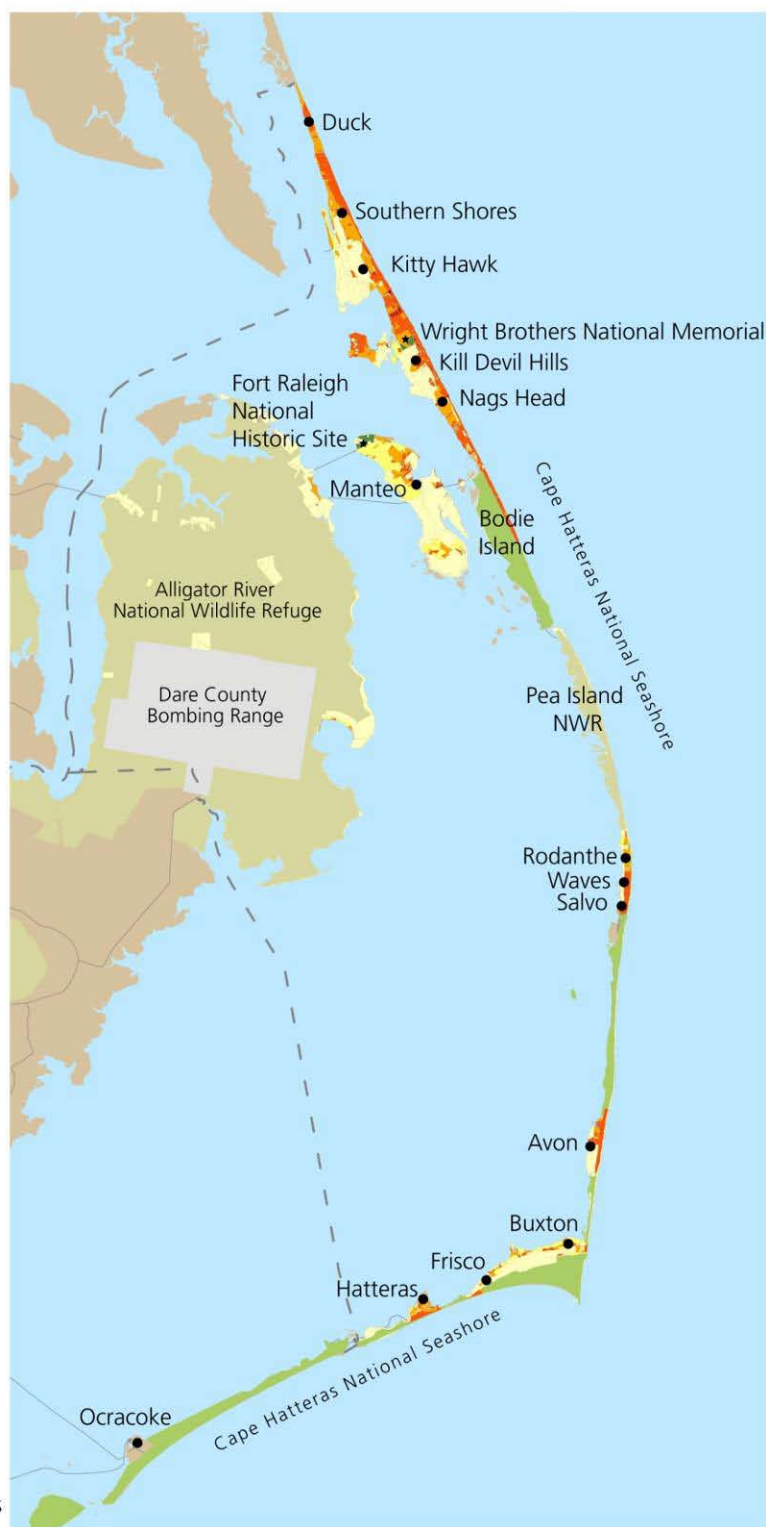 Duck
Southern Shores
Kitty Hawk
Wright Brothers National Memorial
Kill Devil Hills
Nags Head
Fort Raleigh
National
Historic Site
Manteo
Bodie
Island
Cape Hatteras National Seashore
Alligator River
National Wildlife Refuge
Dare County
Bombing Range
Pea Island
NWR
Rodanthe
Waves
Salvo
Avon
Buxton
Frisco
Hatteras
Cape Hatteras National Seashore
Ocracoke